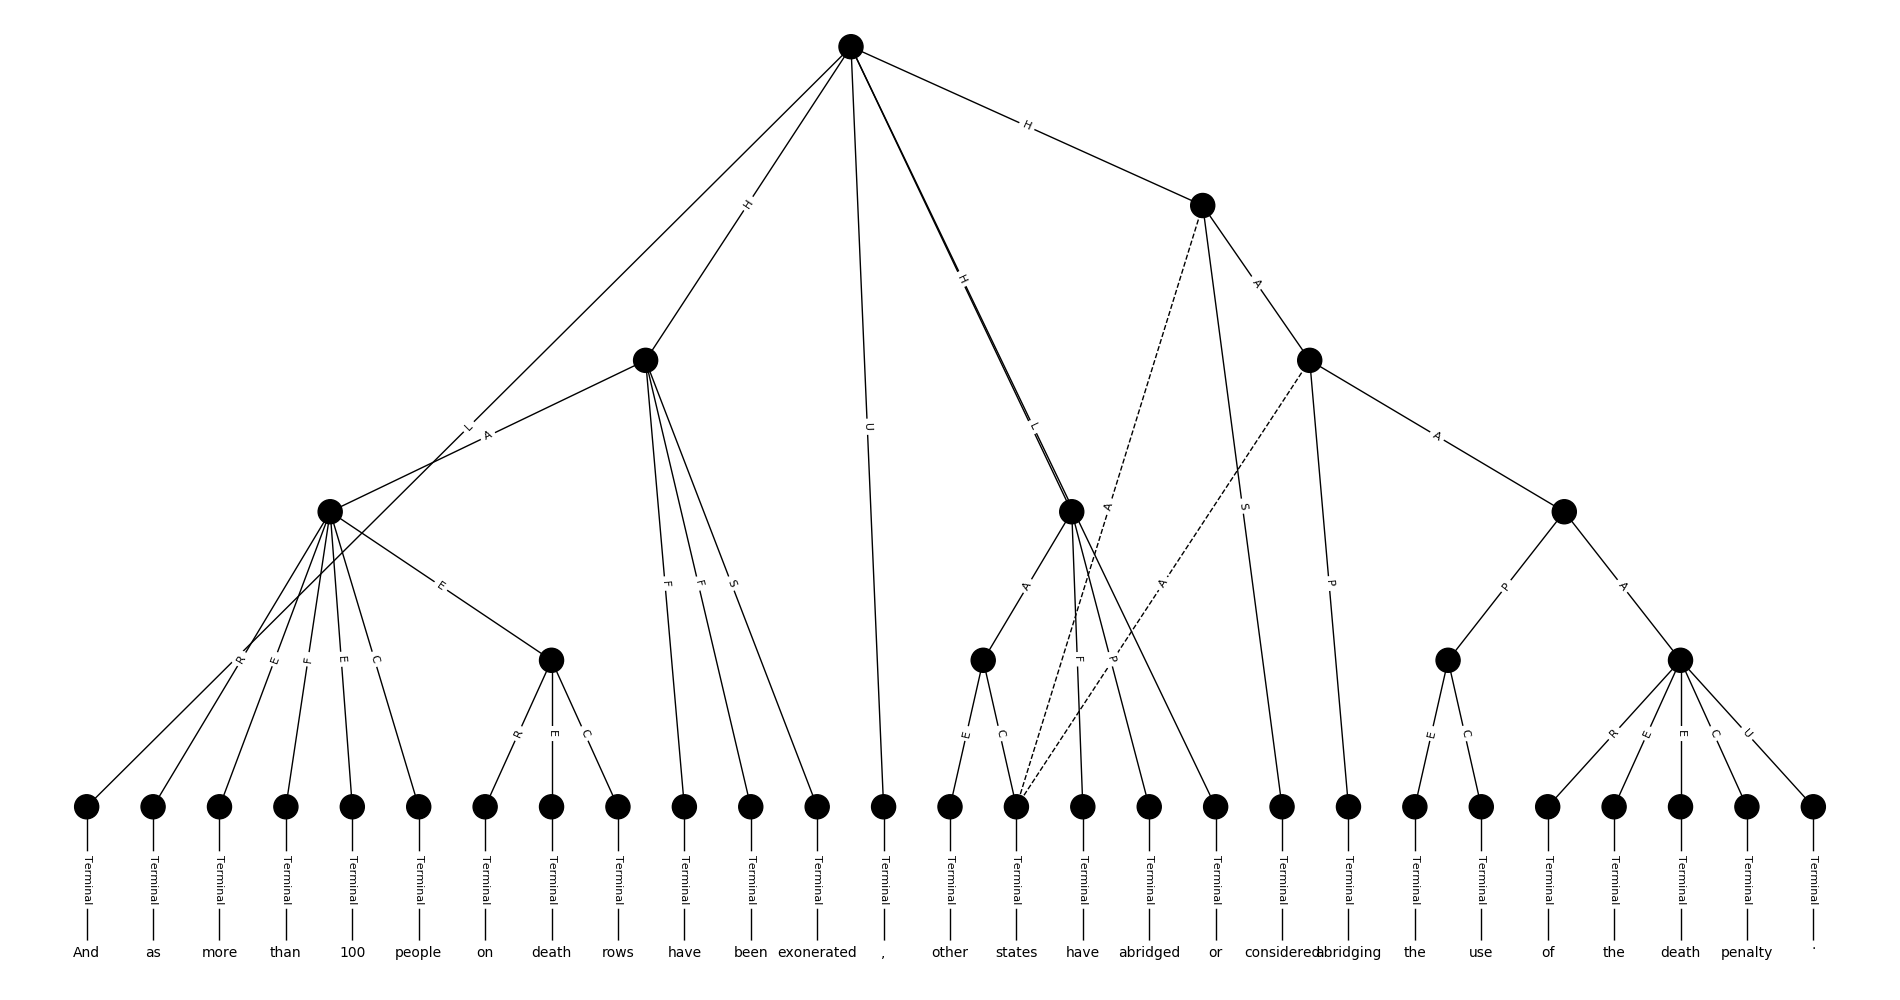 H
H
A
H
L
U
L
A
A
A
S
E
A
F
F
S
A
P
P
A
R
E
F
E
C
F
P
R
E
C
E
C
E
C
R
E
E
C
U
Terminal Terminal Terminal Terminal Terminal Terminal Terminal Terminal Terminal Terminal Terminal Terminal Terminal Terminal Terminal Terminal Terminal Terminal Terminal Terminal Terminal Terminal Terminal Terminal Terminal Terminal Terminal
And as more than 100 people on death rows have been exonerated , other states have abridged or considered abridging the use of the death penalty .